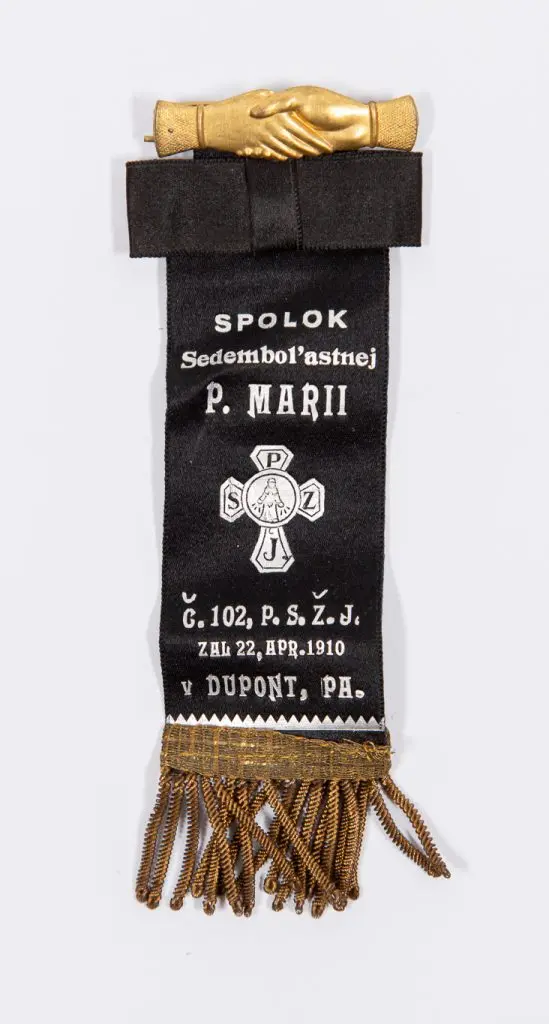 SPOLOK
Sedembol'astnej
P. MARII
P
S Z
J
Č. 102, P. S. Ž. J.
ZAL 22, APR. 1910
v DUPONT, PA.